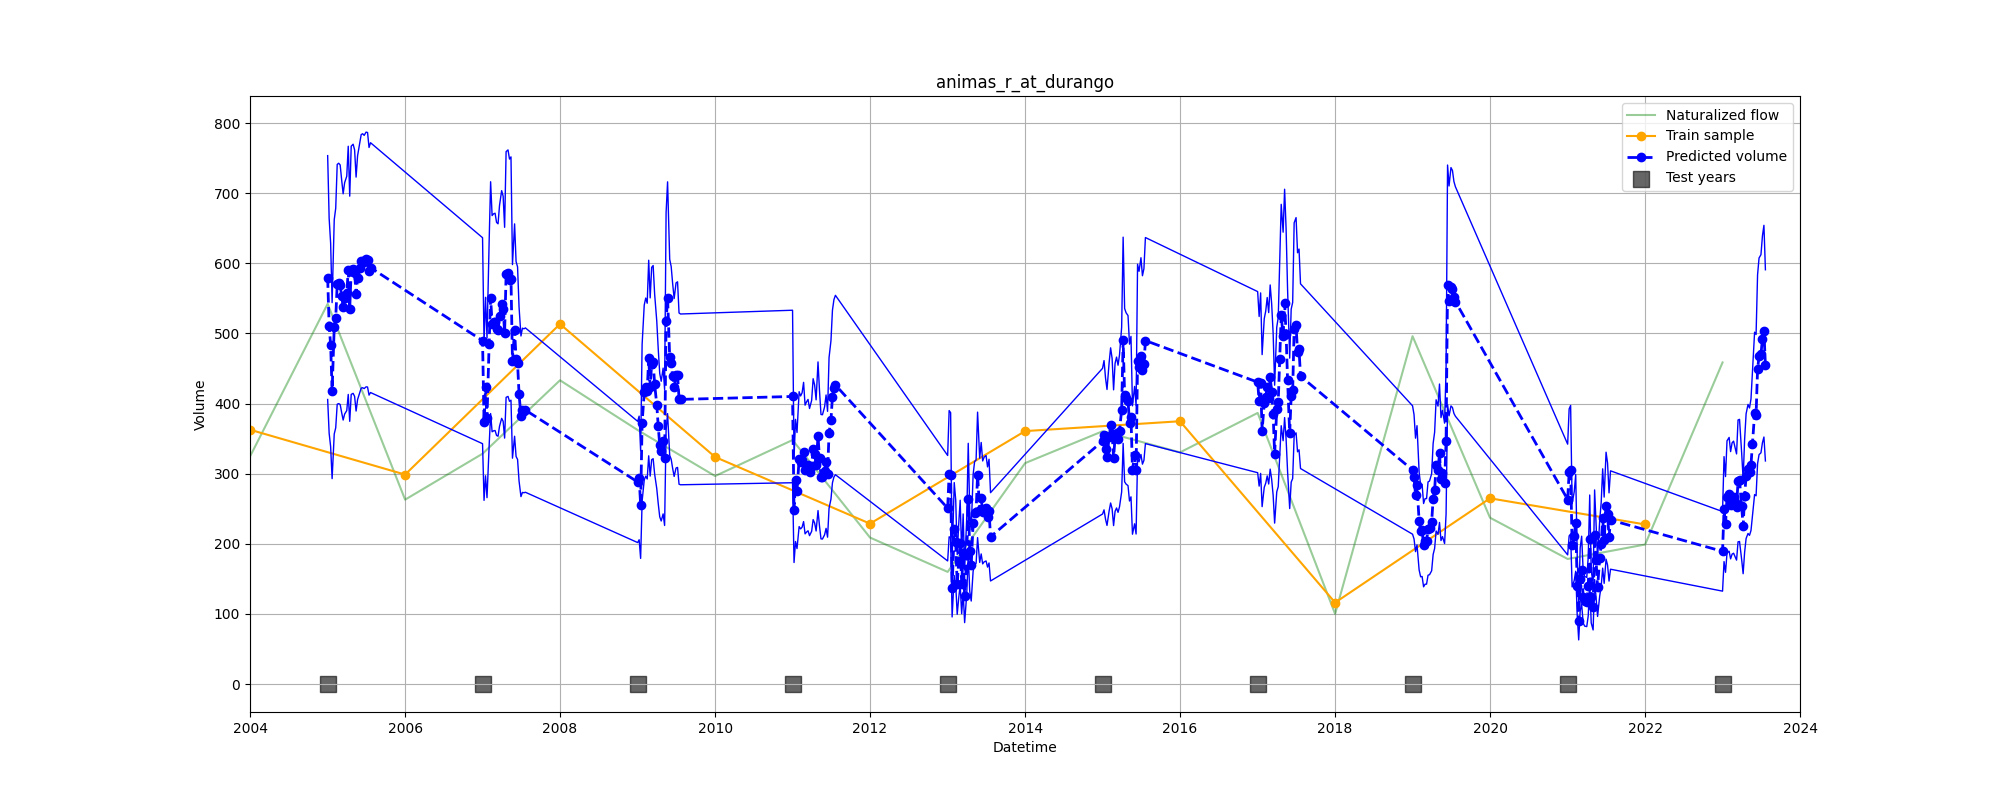 animas_r_at_durango
Naturalized flow
Train sample
Predicted volume
Test years
800
700
600
500
400
300
200
100
0
Volume
2004 2006 2008 2010 2012 2014 2016 2018 2020 2022 2024
Datetime